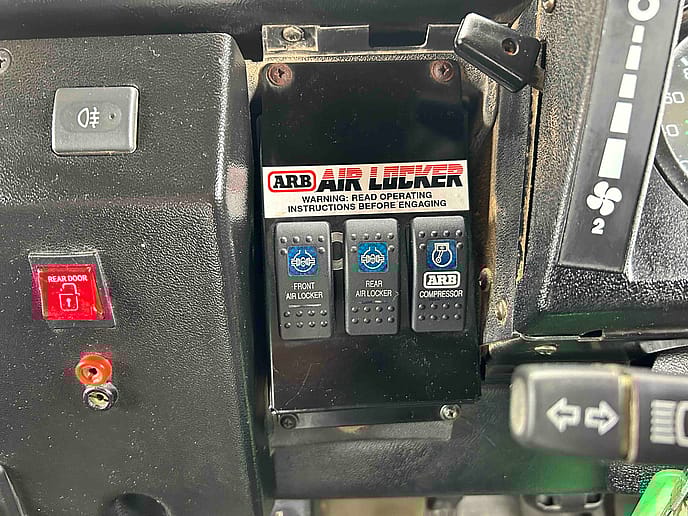 ARB AIR LOCKER
WARNING: READ OPERATING
INSTRUCTIONS BEFORE ENGAGING
REAR DOOR
FRONT
AIR LOCKER
REAR
AIR LOCKER
ARB
COMPRESSOR
2